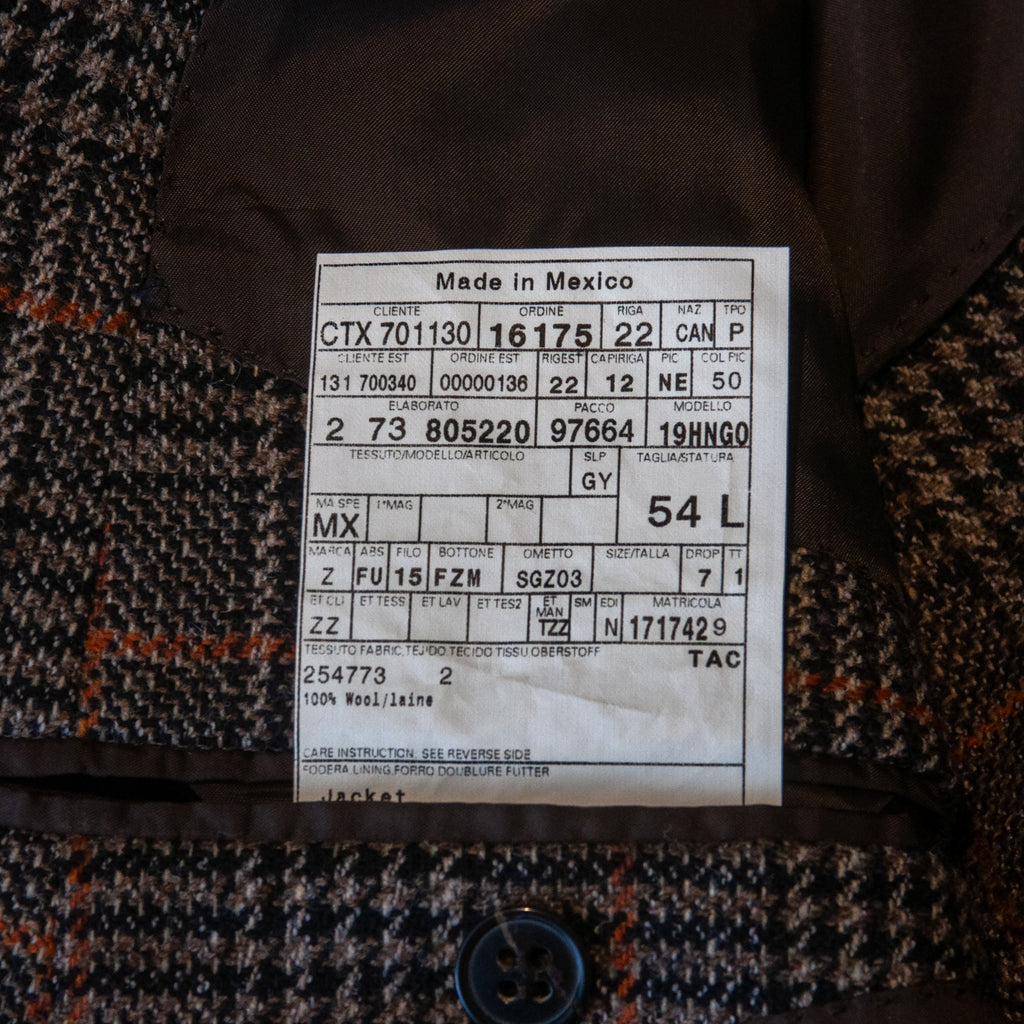 Made in Mexico
CLIENTE ORDINE RIGA NAZ TPO
CTX 701130 16175 22 CAN P
CLIENTE EST ORDINE EST RIGEST CAPIRIGA PIC COL PIC
131 700340 00000136 22 12 NE 50
ELABORATO PACCO MODELLO
2 73 805220 97664 19HNG0
TESSUTO/MODELLO/ARTICOLO SLP TAGLIA/STATURA
GY
54 L
MA SPE 1*MAG 2*MAG
MX
MARCA ABS FILO BOTTONE OMETTO SIZE/TALLA DROP TT
Z FU 15 FZM SGZ03 7 1
ET CLI ET TESS ET LAV ET TES2 ET MAN SM EDI MATRICOLA
ZZ TZZ N 1717429
TESSUTO FABRIC,TEJIDO TECIDO TISSU,OBERSTOFF TAC
254773 2
100% Wool/laine
CARE INSTRUCTION: SEE REVERSE SIDE
FODERA LINING,FORRO DOUBLURE FUTTER
Jacket